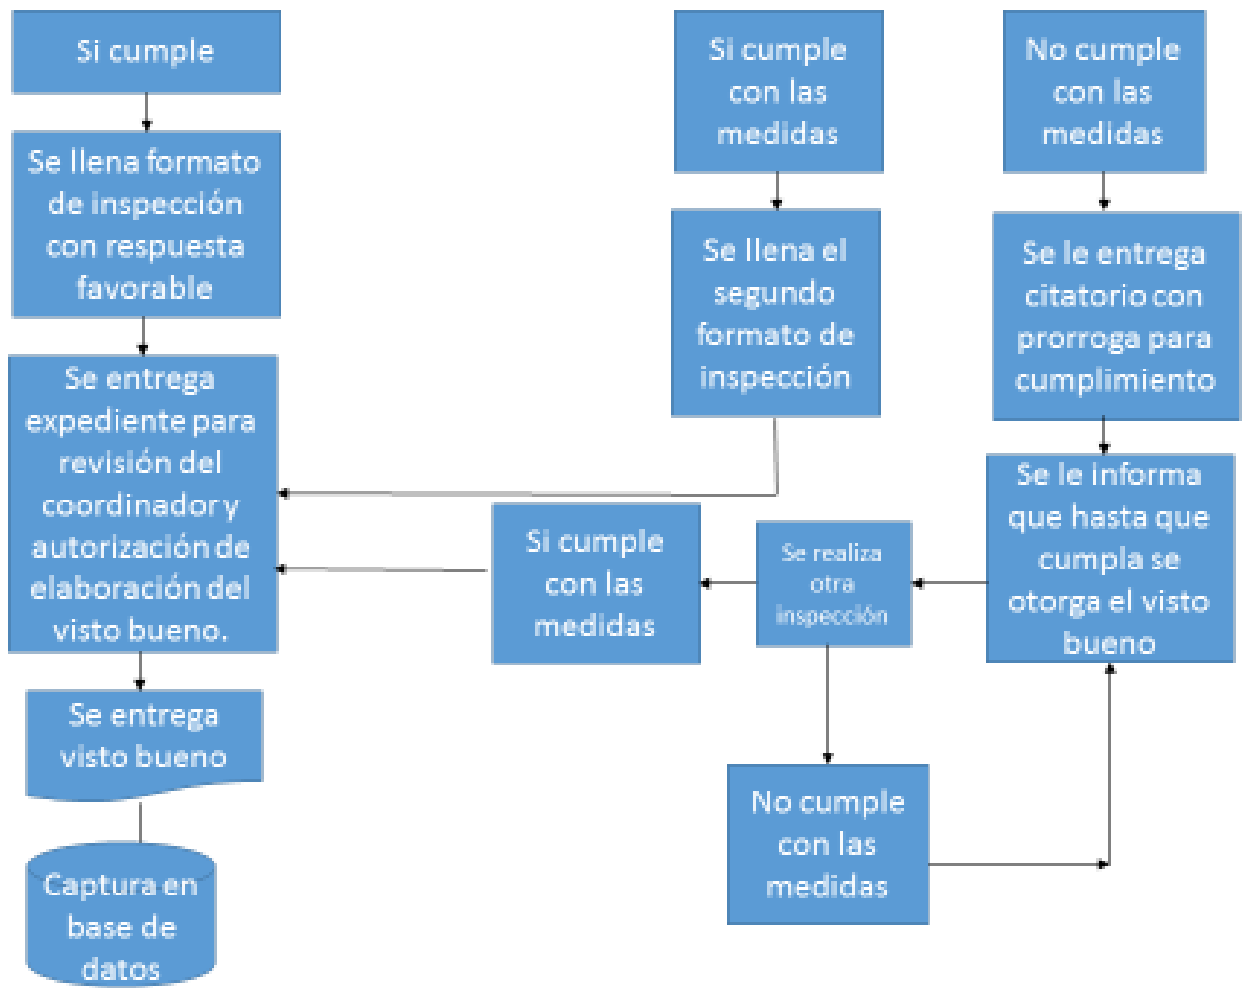 Si cumple
Se llena formato
de inspección
con respuesta
favorable
Se entrega
expediente para
revisión del
coordinador y
autorización de
elaboración del
visto bueno.
Se entrega
visto bueno
Captura en
base de
datos
Si cumple
con las
medidas
Se llena el
segundo
formato de
inspección
No cumple
con las
medidas
Se le entrega
citatorio con
prorroga para
cumplimiento
Se le informa
que hasta que
cumpla se
otorga el visto
bueno
Se realiza
otra
inspección
Si cumple
con las
medidas
No cumple
con las
medidas